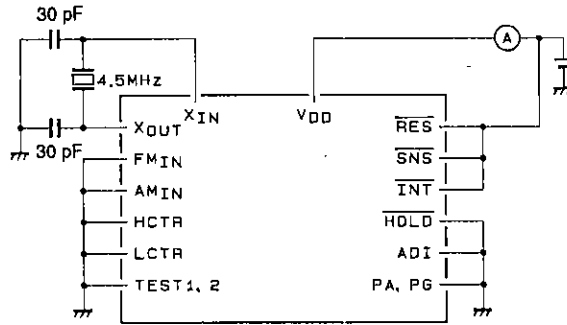 30 pF
A
4.5MHz
XIN
VDD
XOUT
RES
30 pF
FMIN
SNS
AMIN
INT
HCTR
HOLD
LCTR
ADI
TEST1, 2
PA, PG